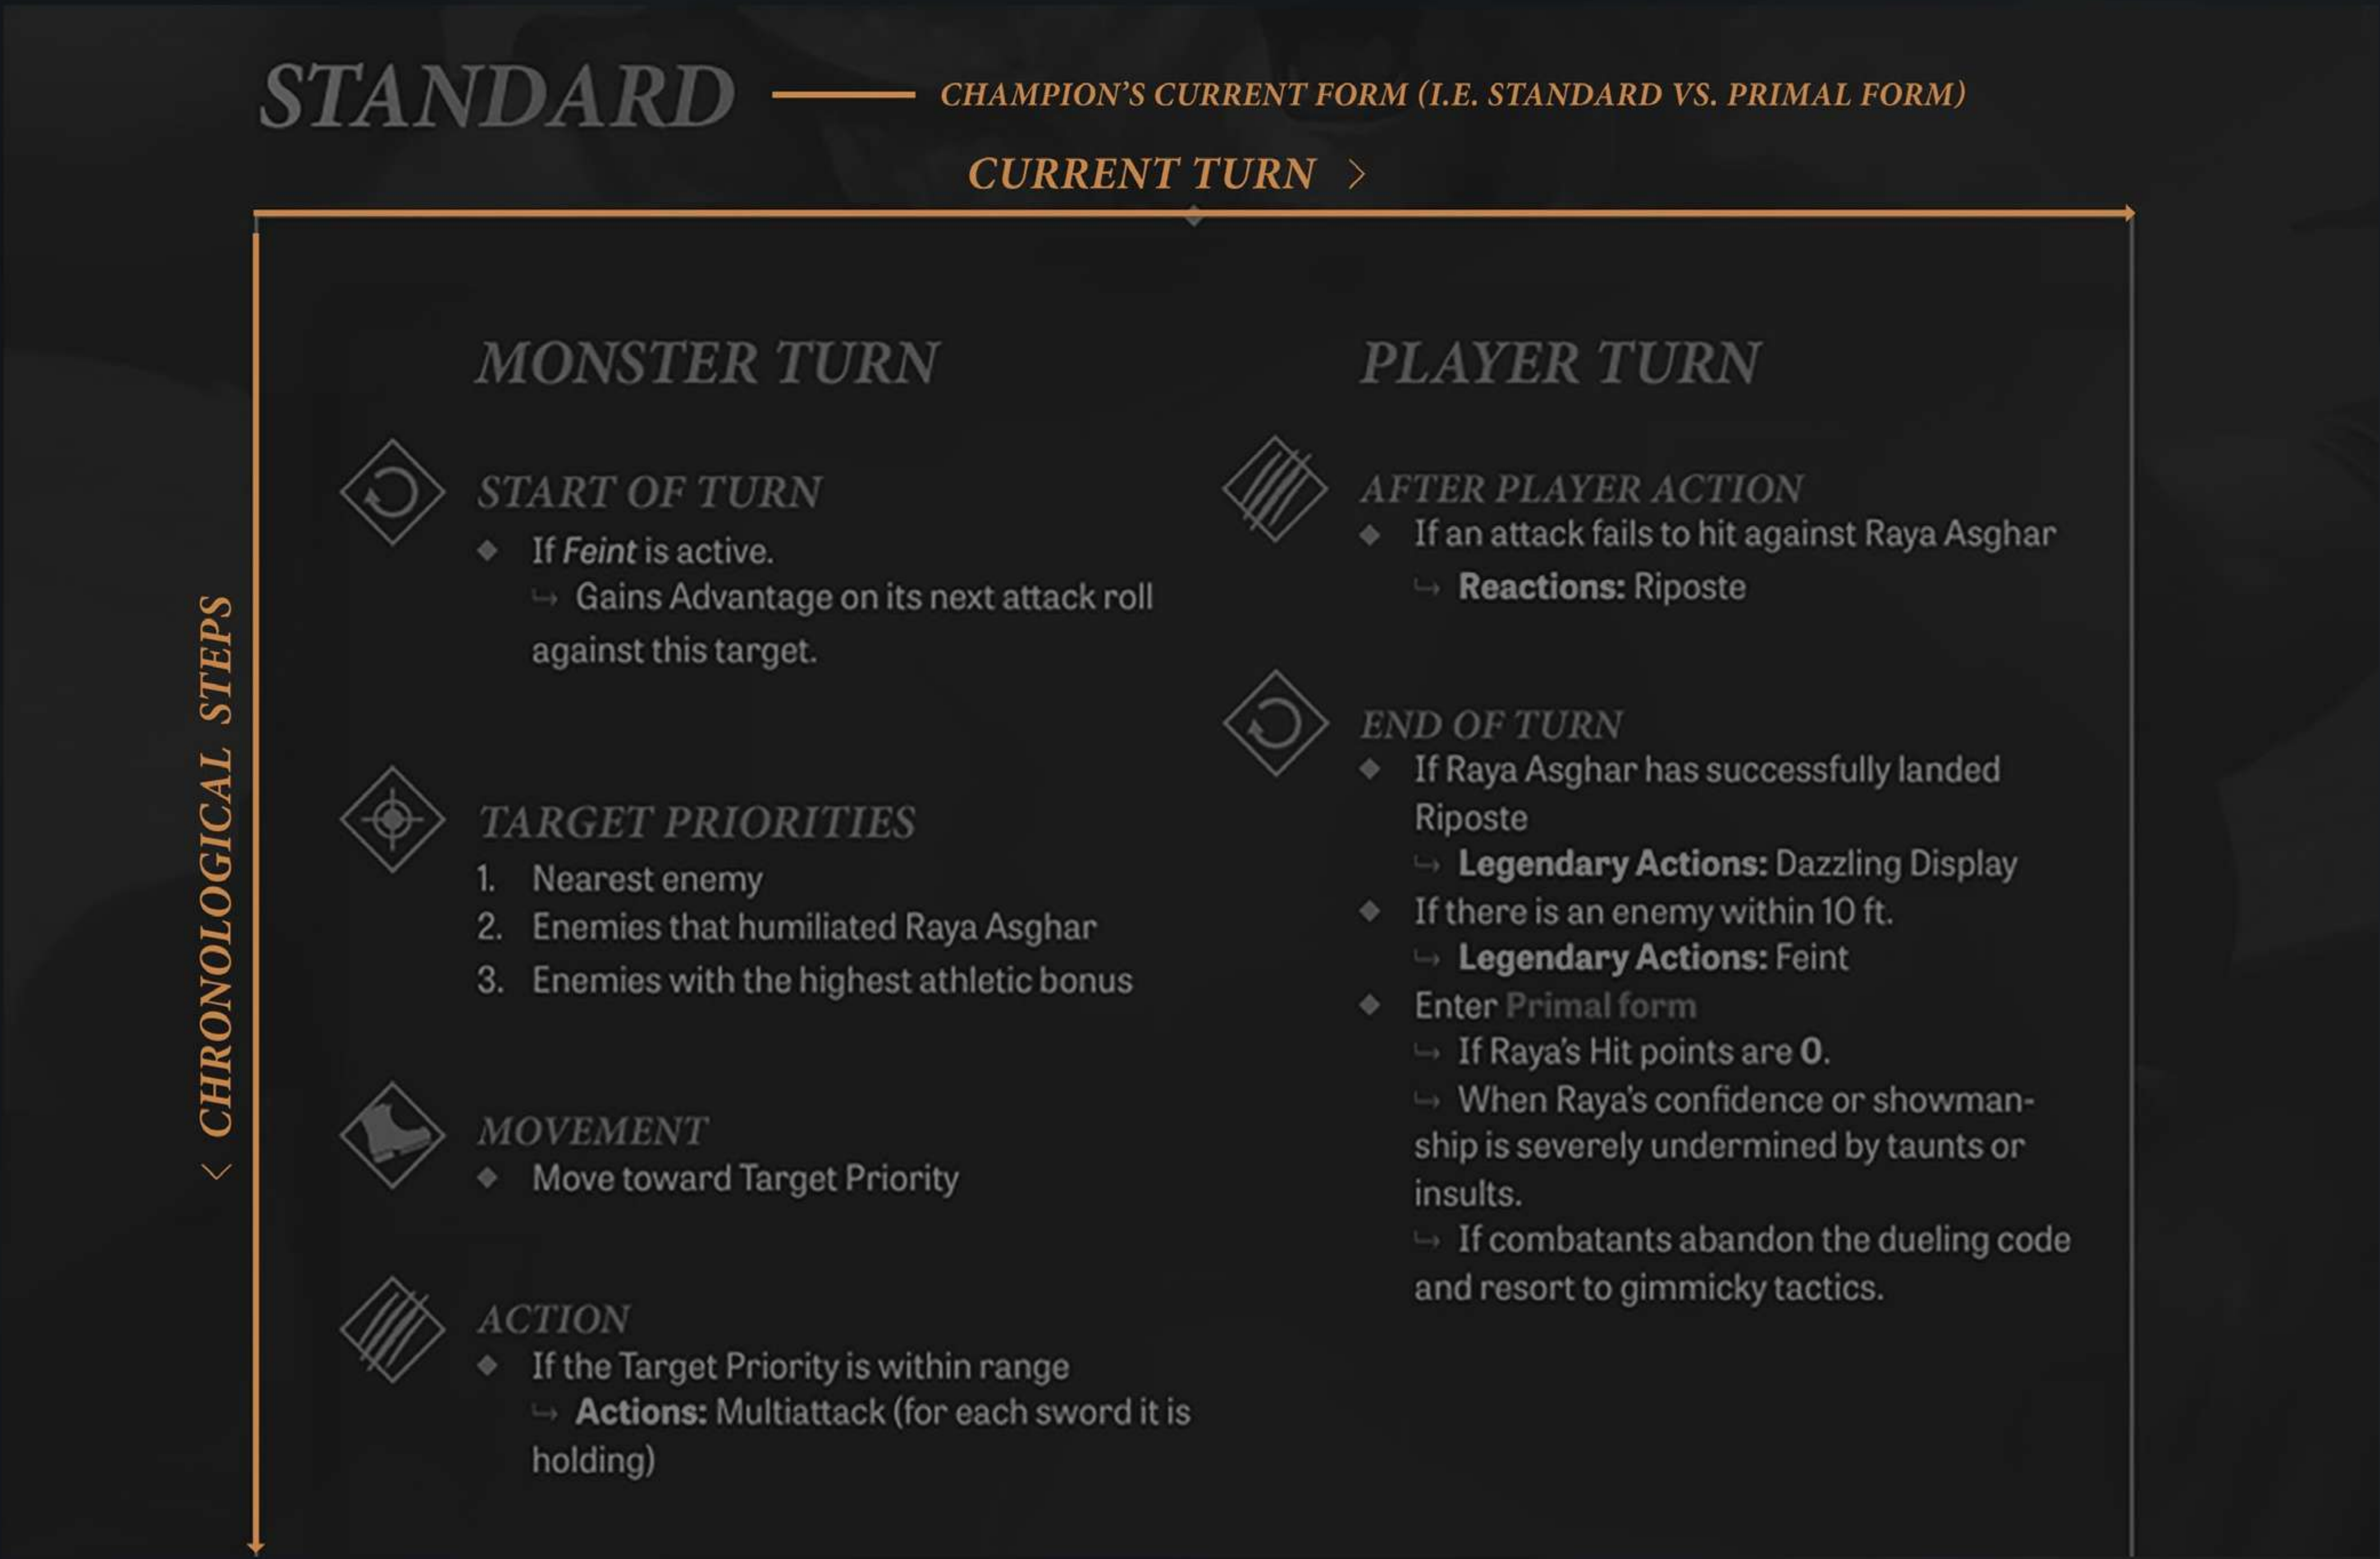 STANDARD
CHAMPION'S CURRENT FORM (I.E. STANDARD VS. PRIMAL FORM)
CURRENT TURN >
< CHRONOLOGICAL STEPS
MONSTER TURN
START OF TURN
If Feint is active.
Gains Advantage on its next attack roll
against this target.
TARGET PRIORITIES
1. Nearest enemy
2. Enemies that humiliated Raya Asghar
3. Enemies with the highest athletic bonus
MOVEMENT
Move toward Target Priority
ACTION
If the Target Priority is within range
Actions: Multiattack (for each sword it is
holding)
PLAYER TURN
AFTER PLAYER ACTION
If an attack fails to hit against Raya Asghar
Reactions: Riposte
END OF TURN
If Raya Asghar has successfully landed
Riposte
Legendary Actions: Dazzling Display
If there is an enemy within 10 ft.
Legendary Actions: Feint
Enter Primal form
If Raya's Hit points are 0.
When Raya's confidence or showman-
ship is severely undermined by taunts or
insults.
If combatants abandon the dueling code
and resort to gimmicky tactics.